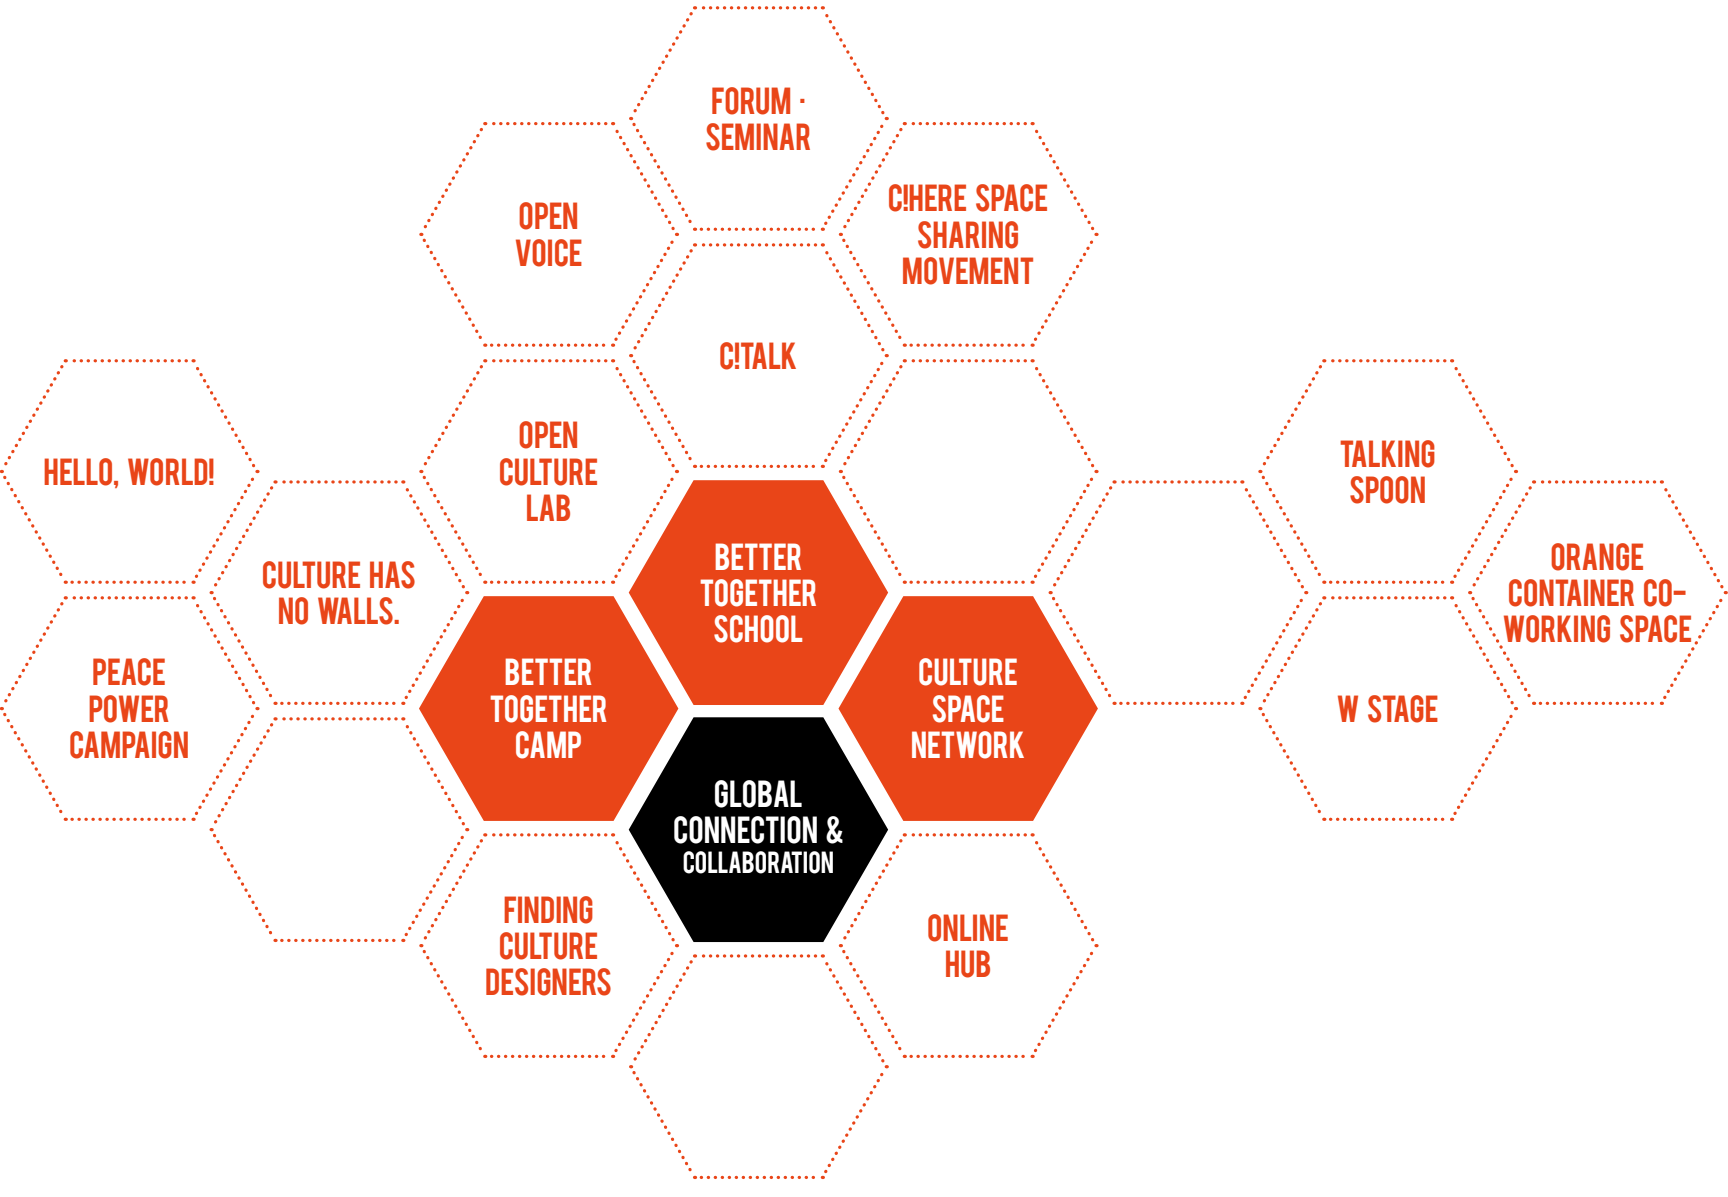 FORUM ·
SEMINAR
OPEN
VOICE
C!HERE SPACE
SHARING
MOVEMENT
C!TALK
HELLO, WORLD!
OPEN
CULTURE
LAB
TALKING
SPOON
CULTURE HAS
NO WALLS.
BETTER
TOGETHER
SCHOOL
ORANGE
CONTAINER CO-
WORKING SPACE
PEACE
POWER
CAMPAIGN
BETTER
TOGETHER
CAMP
CULTURE
SPACE
NETWORK
W STAGE
GLOBAL
CONNECTION &
COLLABORATION
FINDING
CULTURE
DESIGNERS
ONLINE
HUB